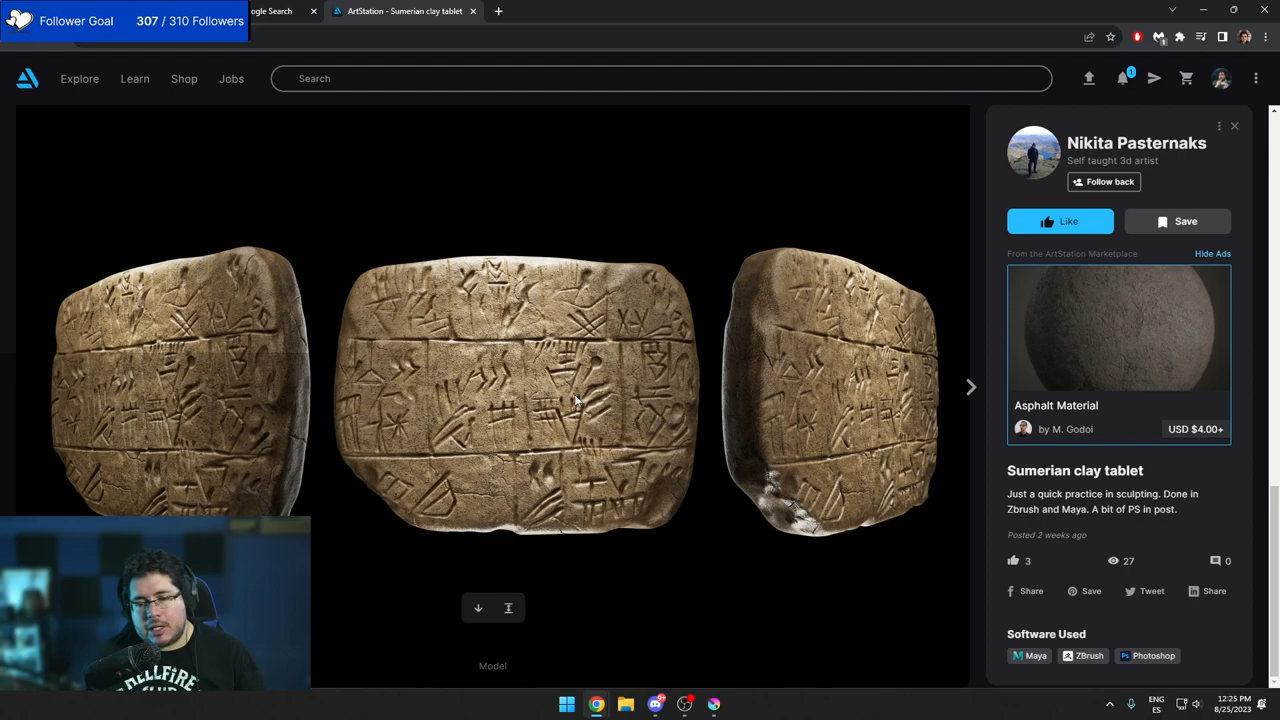 Follower Goal 307 / 310 Followers
ogle Search
ArtStation - Sumerian clay tablet
Explore Learn Shop Jobs
Search
1
Nikita Pasternaks
Self taught 3d artist
Follow back
Like
Save
From the ArtStation Marketplace
Hide Ads
Asphalt Material
by M. Godoi
USD $4.00+
Sumerian clay tablet
Just a quick practice in sculpting. Done in
Zbrush and Maya. A bit of PS in post.
Posted 2 weeks ago
3
27
0
Share
Save
Tweet
Share
Software Used
Maya
ZBrush
Ps Photoshop
Model
HELLFIRE
ENG
ES
12:25 PM
8/25/2023